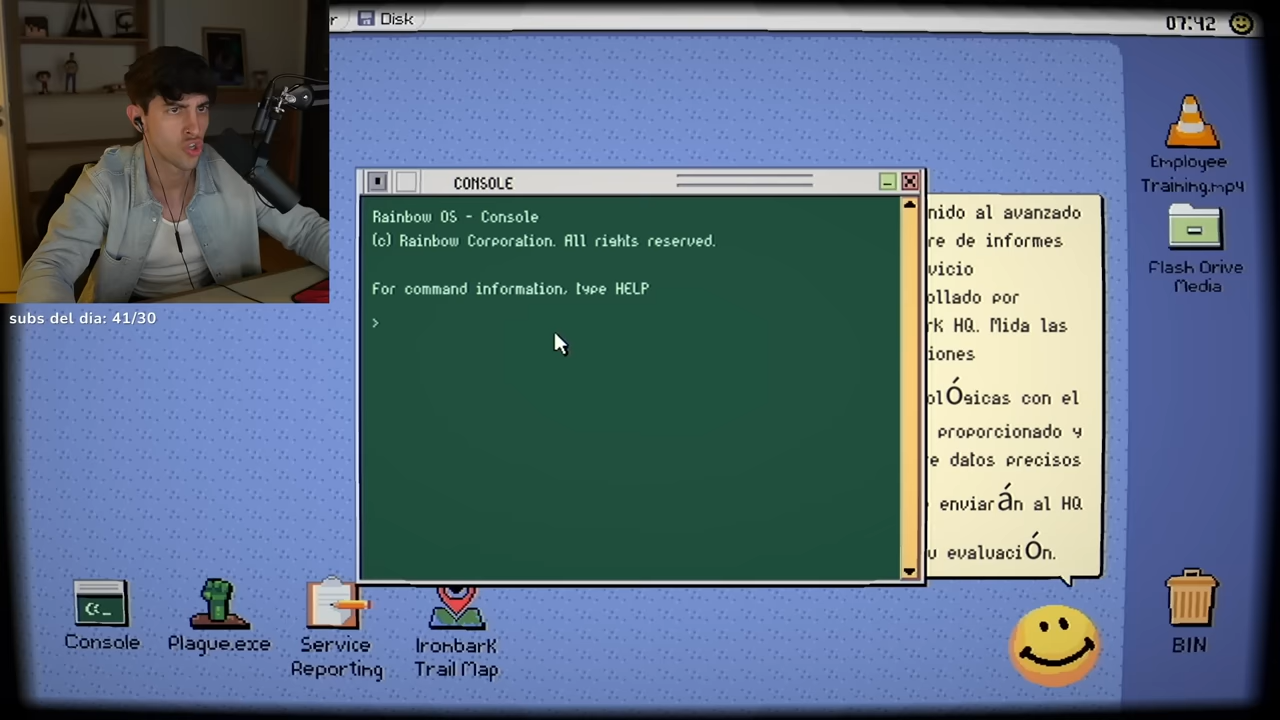 Disk
07:42
Employee
Training.mp4
Flash Drive
Media
CONSOLE
Rainbow OS - Console
(c) Rainbow Corporation. All rights reserved.
For command information, type HELP
>
nido al avanzado
re de informes
vicio
ollado por
rk HQ. Mida las
iones
olÓgicas con el
proporcionado y
e datos precisos
enviarán al HQ
u evaluaciÓn.
subs del dia: 41/30
Console
Plague.exe
Service
Reporting
Ironbark
Trail Map
BIN